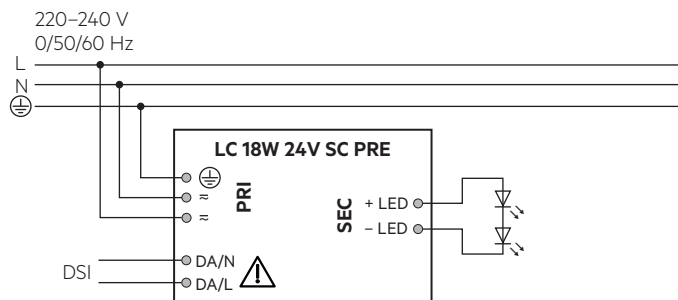 220–240 V
0/50/60 Hz
L
N
LC 18W 24V SC PRE
PRI
≂
≂
SEC
+ LED
– LED
DSI
DA/N
DA/L